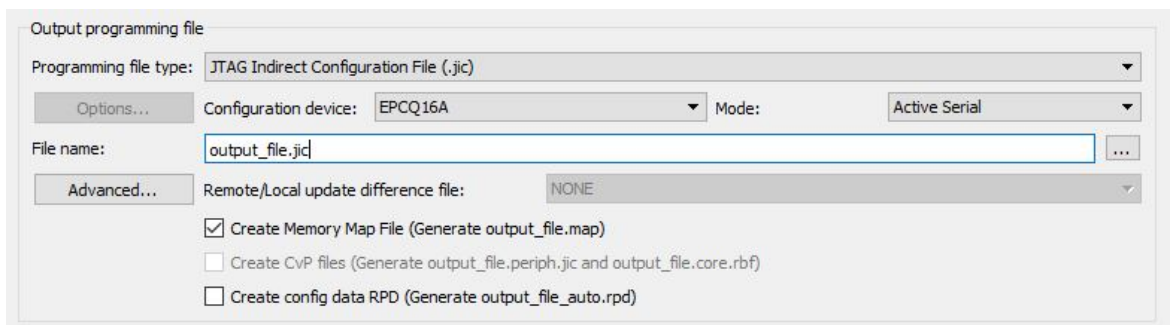 Output programming file
Programming file type: JTAG Indirect Configuration File (.jic)
Options... Configuration device: EPCQ16A Mode: Active Serial
File name: output_file.jic ...
Advanced... Remote/Local update difference file: NONE
Create Memory Map File (Generate output_file.map)
Create CvP files (Generate output_file.periph.jic and output_file.core.rbf)
Create config data RPD (Generate output_file_auto.rpd)